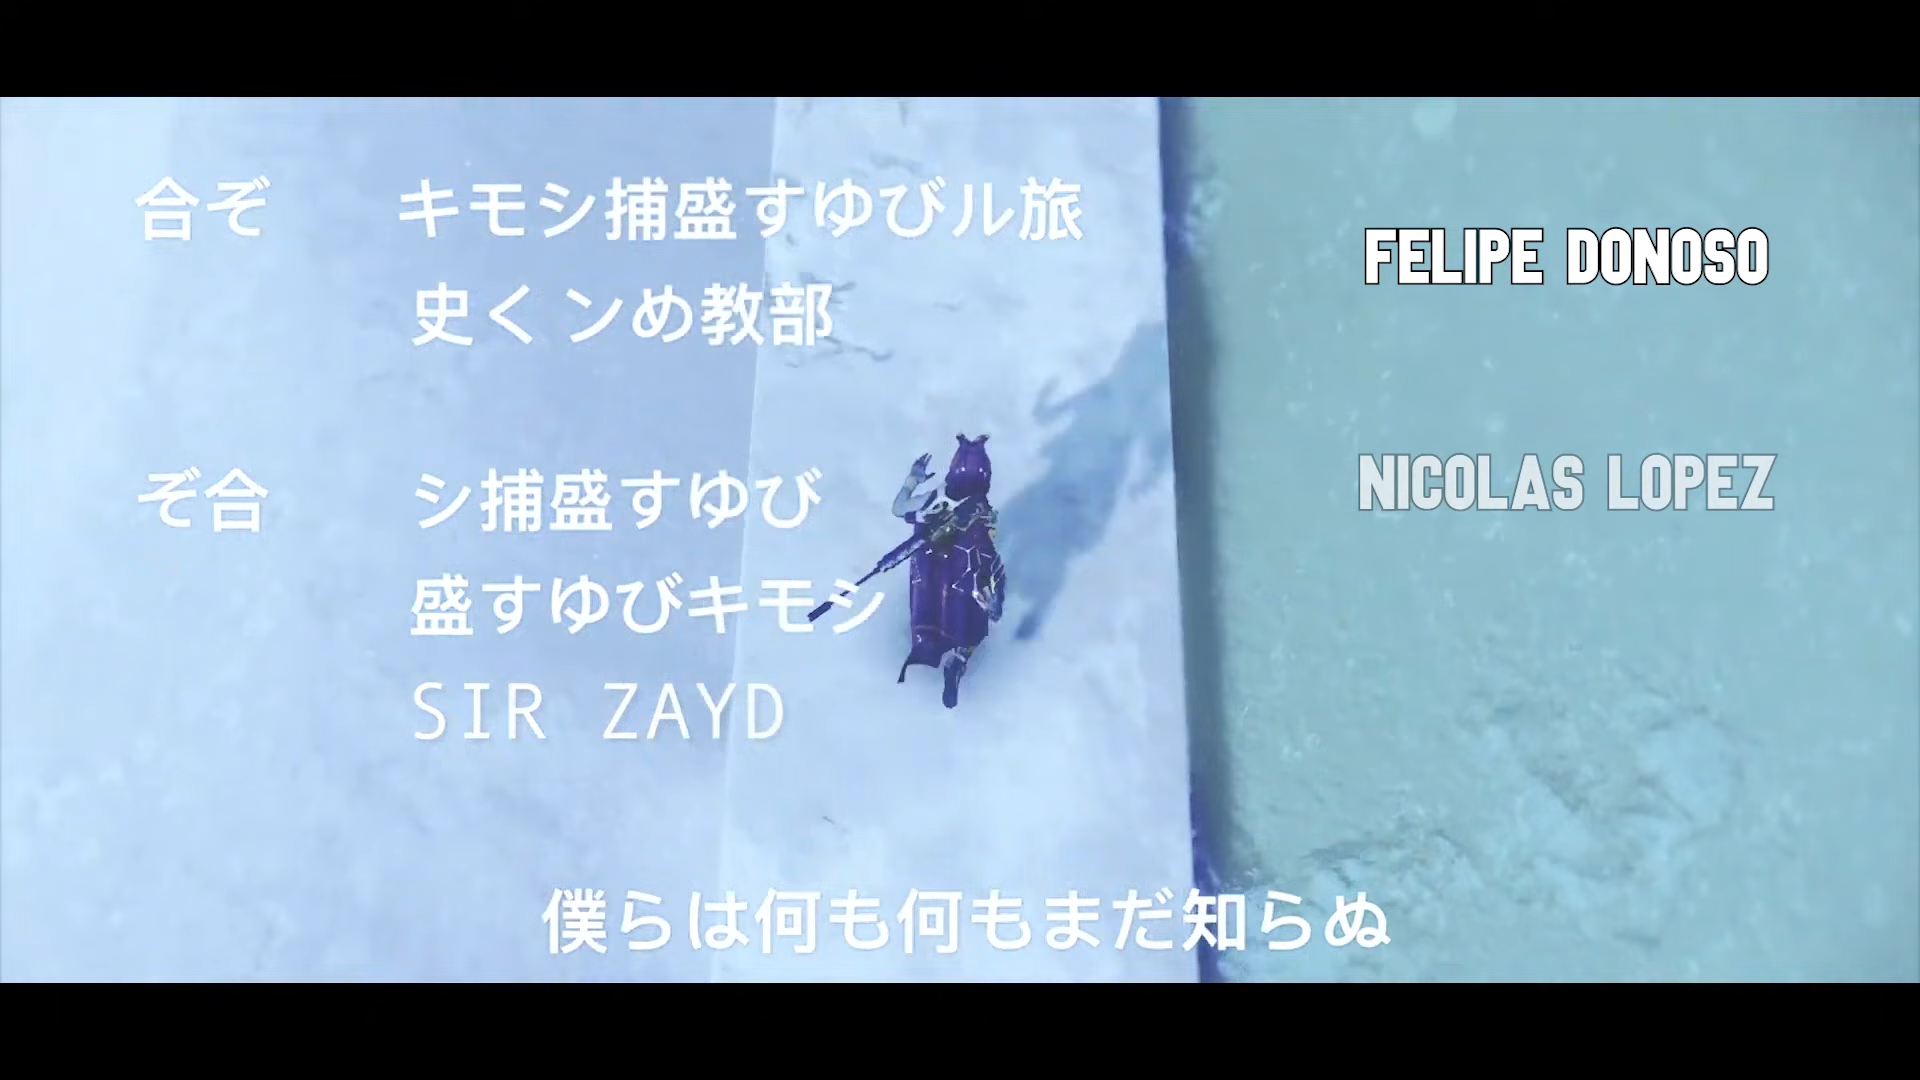 合ぞ キモシ捕盛すゆびル旅
史くンめ教部
ぞ合 シ捕盛すゆび
盛すゆびキモシ
SIR ZAYD
FELIPE DONOSO
NICOLAS LOPEZ
僕らは何も何もまだ知らぬ